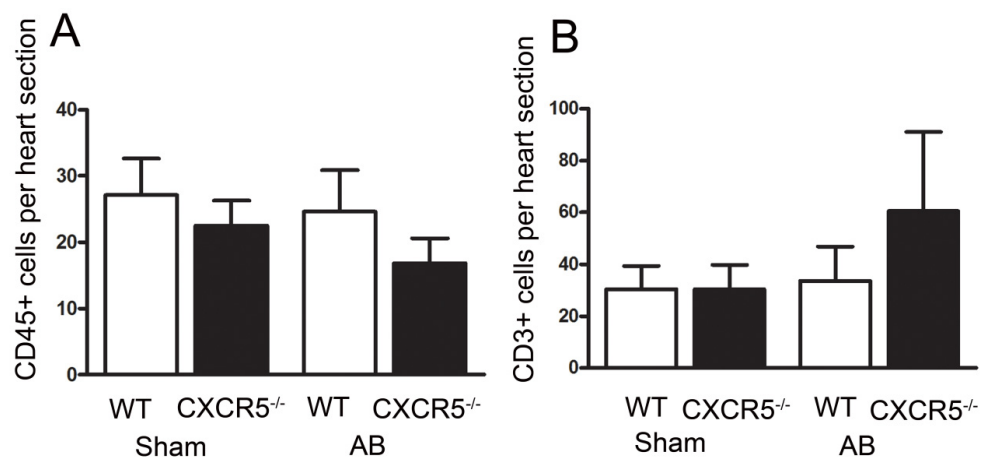 A
CD45+ cells per heart section
40
30
20
10
0
WT CXCR5-/- WT CXCR5-/-
Sham AB
B
CD3+ cells per heart section
100
80
60
40
20
0
WT CXCR5-/- WT CXCR5-/-
Sham AB